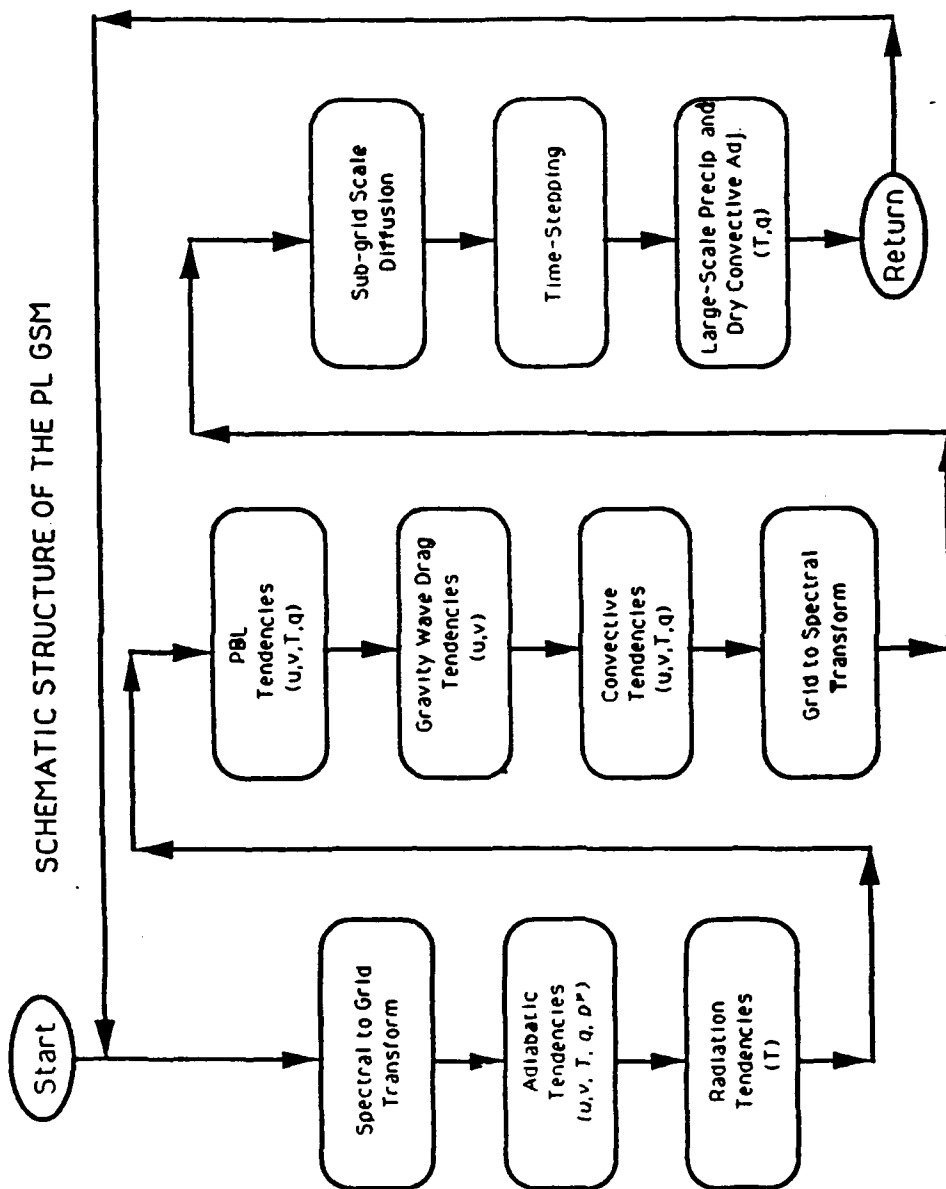 SCHEMATIC STRUCTURE OF THE PL GSM
Start
Spectral to Grid
Transform
Adiabatic
Tendencies
(u,v, T, q, p*)
Radiation
Tendencies
(T)
PBL
Tendencies
(u,v,T,q)
Gravity Wave Drag
Tendencies
(u,v)
Convective
Tendencies
(u,v,T,q)
Grid to Spectral
Transform
Sub-grid Scale
Diffusion
Time-Stepping
Large-Scale Precip and
Dry Convective Adj.
(T,q)
Return